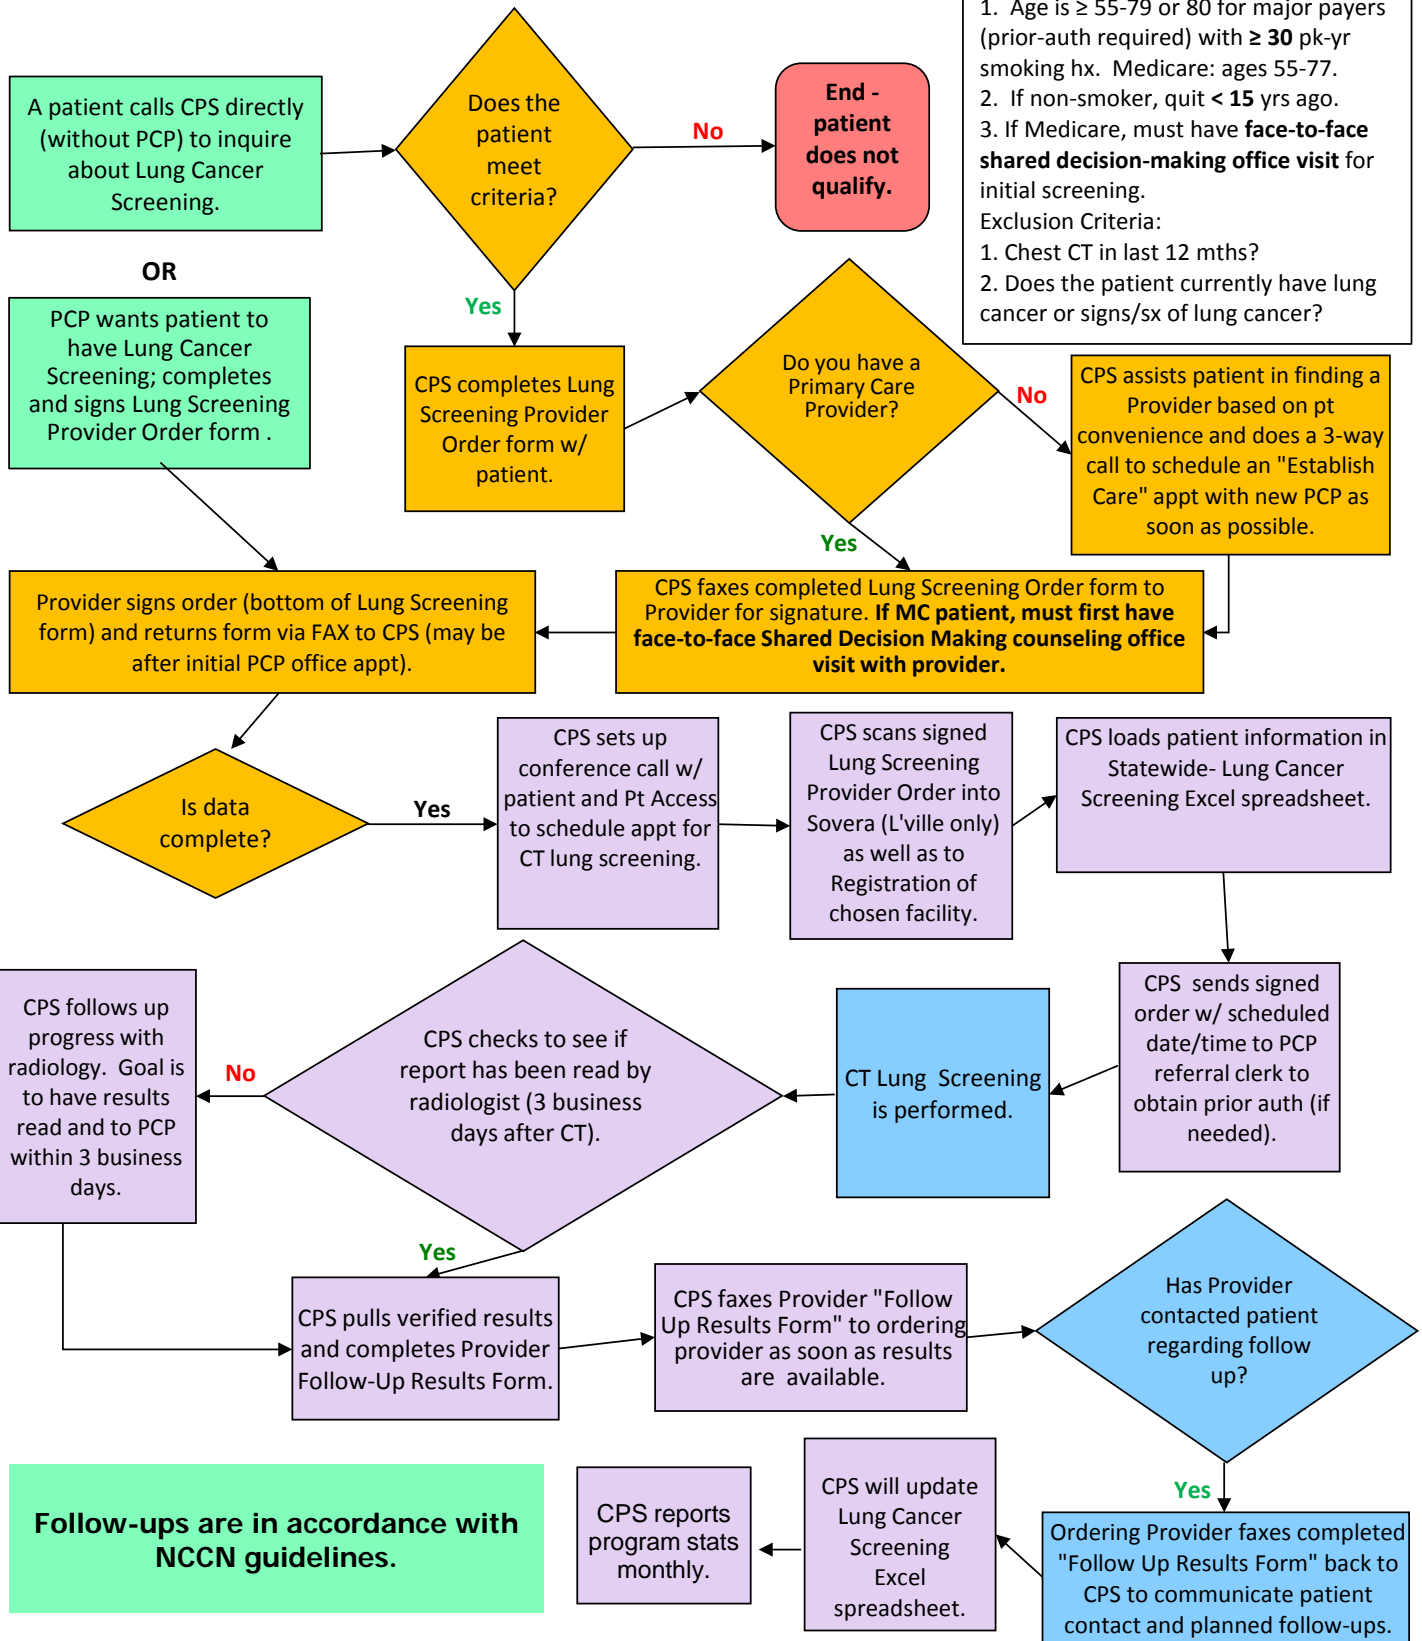 1. Age is ≥ 55-79 or 80 for major payers
(prior-auth required) with ≥ 30 pk-yr
smoking hx. Medicare: ages 55-77.
2. If non-smoker, quit < 15 yrs ago.
3. If Medicare, must have face-to-face
shared decision-making office visit for
initial screening.
Exclusion Criteria:
1. Chest CT in last 12 mths?
2. Does the patient currently have lung
cancer or signs/sx of lung cancer?
A patient calls CPS directly
(without PCP) to inquire
about Lung Cancer
Screening.
Does the
patient
meet
criteria?
No
End -
patient
does not
qualify.
OR
Yes
PCP wants patient to
have Lung Cancer
Screening; completes
and signs Lung Screening
Provider Order form .
CPS completes Lung
Screening Provider
Order form w/
patient.
Do you have a
Primary Care
Provider?
No
CPS assists patient in finding a
Provider based on pt
convenience and does a 3-way
call to schedule an "Establish
Care" appt with new PCP as
soon as possible.
Yes
Provider signs order (bottom of Lung Screening
form) and returns form via FAX to CPS (may be
after initial PCP office appt).
CPS faxes completed Lung Screening Order form to
Provider for signature. If MC patient, must first have
face-to-face Shared Decision Making counseling office
visit with provider.
Is data
complete?
Yes
CPS sets up
conference call w/
patient and Pt Access
to schedule appt for
CT lung screening.
CPS scans signed
Lung Screening
Provider Order into
Sovera (L'ville only)
as well as to
Registration of
chosen facility.
CPS loads patient information in
Statewide- Lung Cancer
Screening Excel spreadsheet.
CPS sends signed
order w/ scheduled
date/time to PCP
referral clerk to
obtain prior auth (if
needed).
CT Lung Screening
is performed.
CPS checks to see if
report has been read by
radiologist (3 business
days after CT).
No
CPS follows up
progress with
radiology. Goal is
to have results
read and to PCP
within 3 business
days.
Yes
CPS pulls verified results
and completes Provider
Follow-Up Results Form.
CPS faxes Provider "Follow
Up Results Form" to ordering
provider as soon as results
are available.
Has Provider
contacted patient
regarding follow
up?
Yes
Ordering Provider faxes completed
"Follow Up Results Form" back to
CPS to communicate patient
contact and planned follow-ups.
CPS will update
Lung Cancer
Screening
Excel
spreadsheet.
CPS reports
program stats
monthly.
Follow-ups are in accordance with
NCCN guidelines.